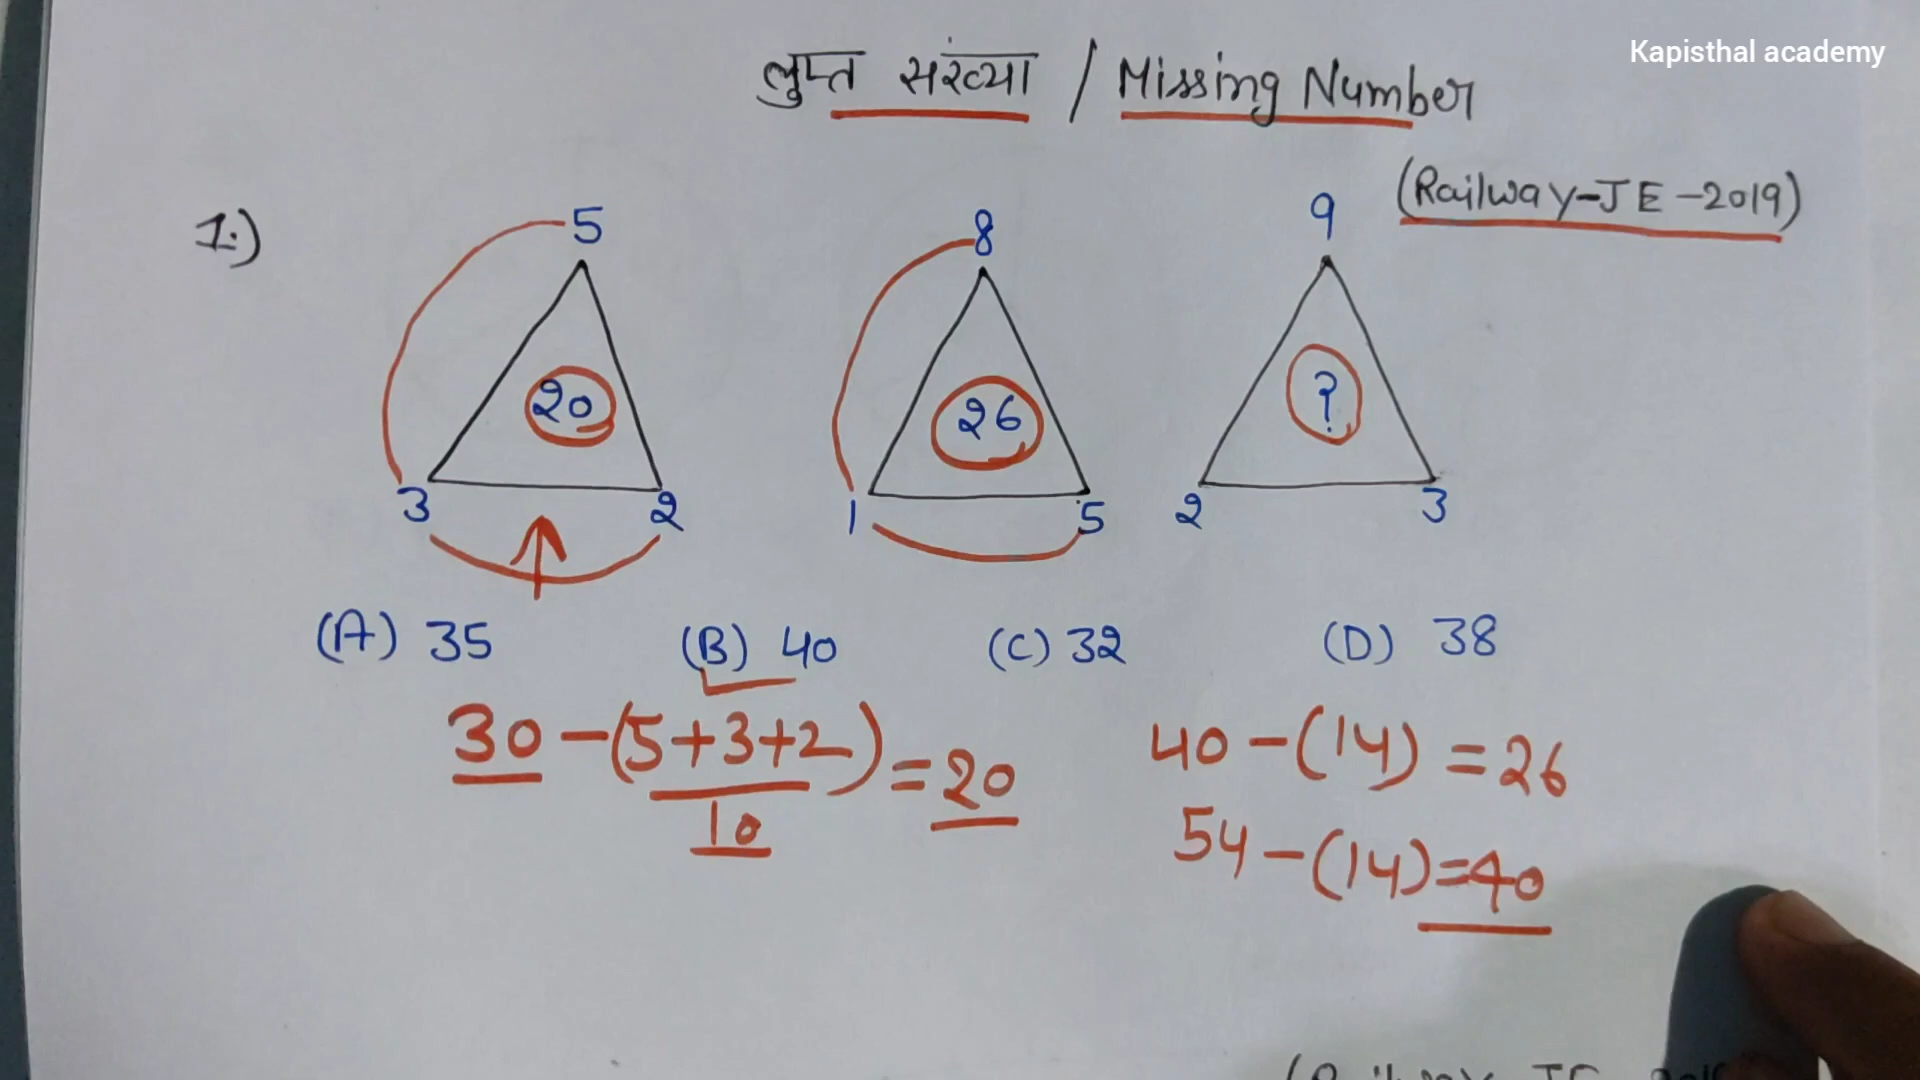 Kapisthal academy
लुप्त संख्या / Missing Number
(Railway-JE-2019)
1.)
5
8
9
20
26
?
3
2
1
5
2
3
(A) 35
(B) 40
(C) 32
(D) 38
30-(5+3+2)=20
10
40-(14)=26
54-(14)=40